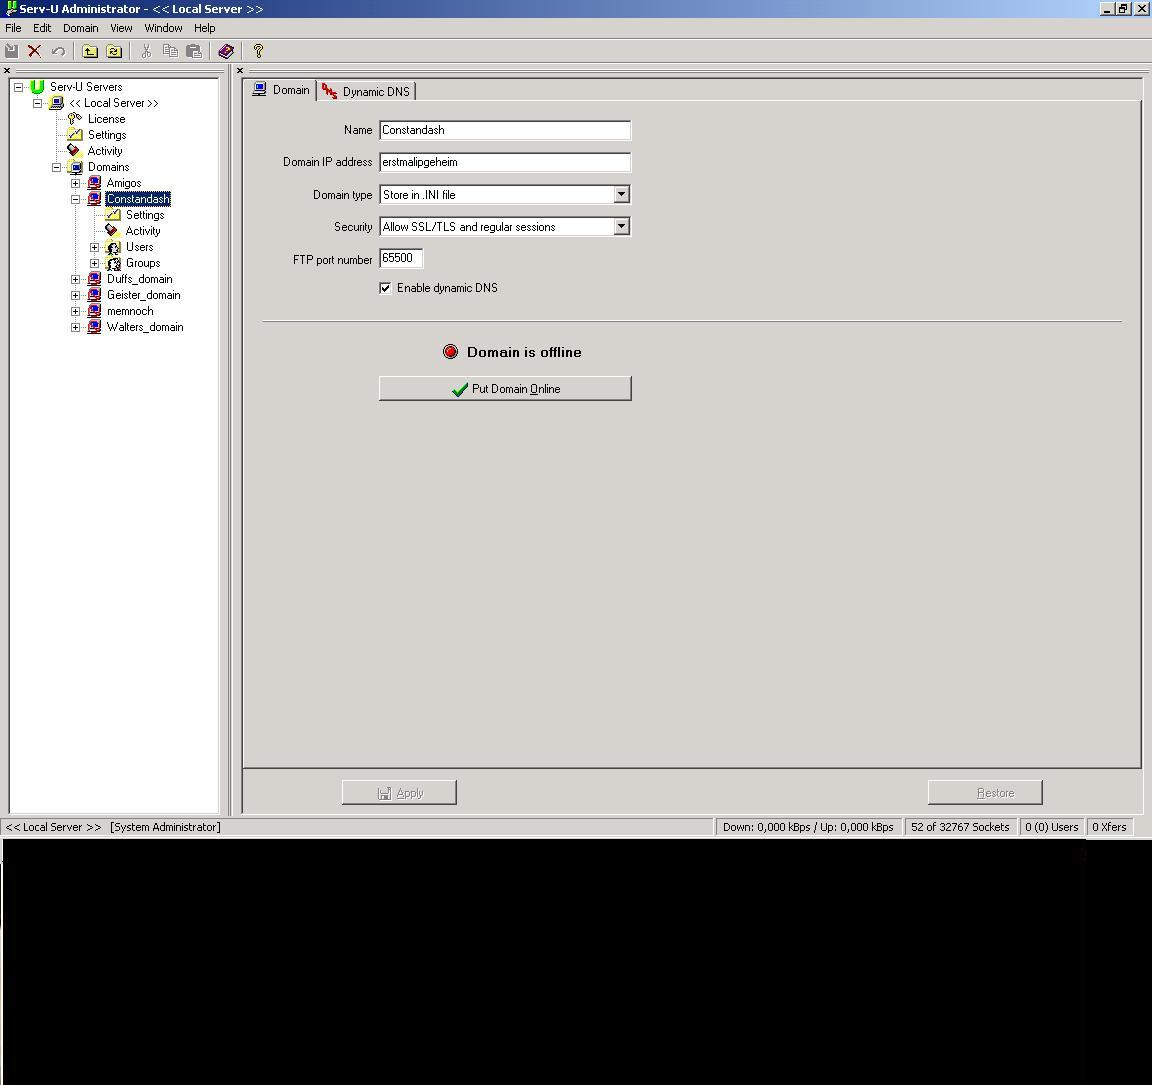 Serv-U Administrator - << Local Server >>
File Edit Domain View Window Help
Serv-U Servers
<< Local Server >>
License
Settings
Activity
Domains
Amigos
Constandash
Settings
Activity
Users
Groups
Duffs_domain
Geister_domain
memnoch
Walters_domain
Domain Dynamic DNS
Name Constandash
Domain IP address erstmalipgeheim
Domain type Store in .INI file
Security Allow SSL/TLS and regular sessions
FTP port number 65500
Enable dynamic DNS
Domain is offline
Put Domain Online
Apply Restore
<< Local Server >> [System Administrator] Down: 0,000 kBps / Up: 0,000 kBps 52 of 32767 Sockets 0 (0) Users 0 Xfers